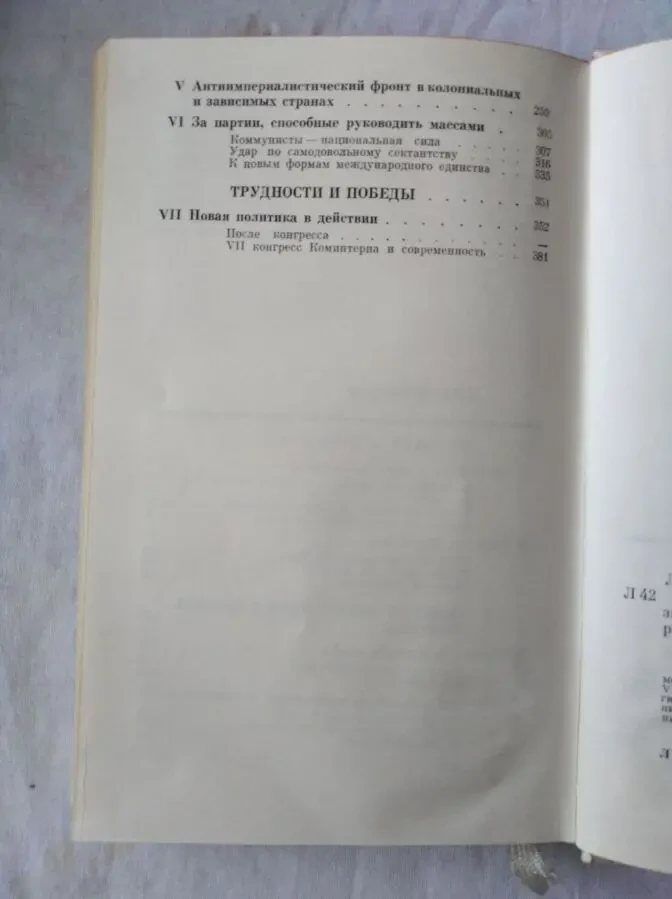 V Антиимпериалистический фронт в колониальных
и зависимых странах . . . . . . . . . . 259
VI За партии, способные руководить массами . 305
Коммунисты — национальная сила . . . 307
Удар по самодовольному сектантству . . . 316
К новым формам международного единства . . 335
ТРУДНОСТИ И ПОБЕДЫ . . . . . . 351
VII Новая политика в действии . . . . . . . . 352
После конгресса . . . . . . . . . . . —
VII конгресс Коминтерна и современность . . 381
Л
Л 42
р
V
Л